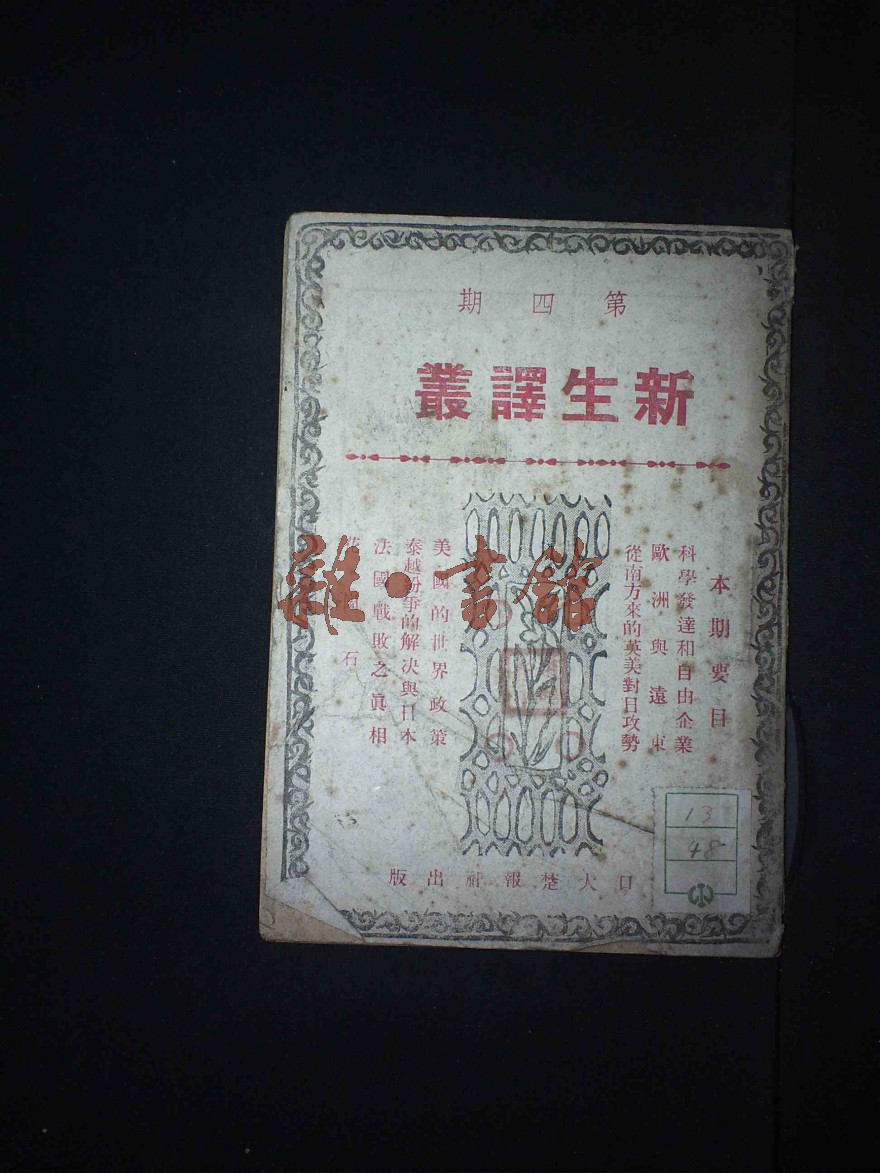 第四期
新生譯叢
本期要目
科學發達和自由企業
歐洲與遠東
從南方來的英美對日攻勢
美國的世界政策
泰越紛爭的解決與日本
法國戰敗之眞相
花 石
大楚報社出版
13
48
雜·書館